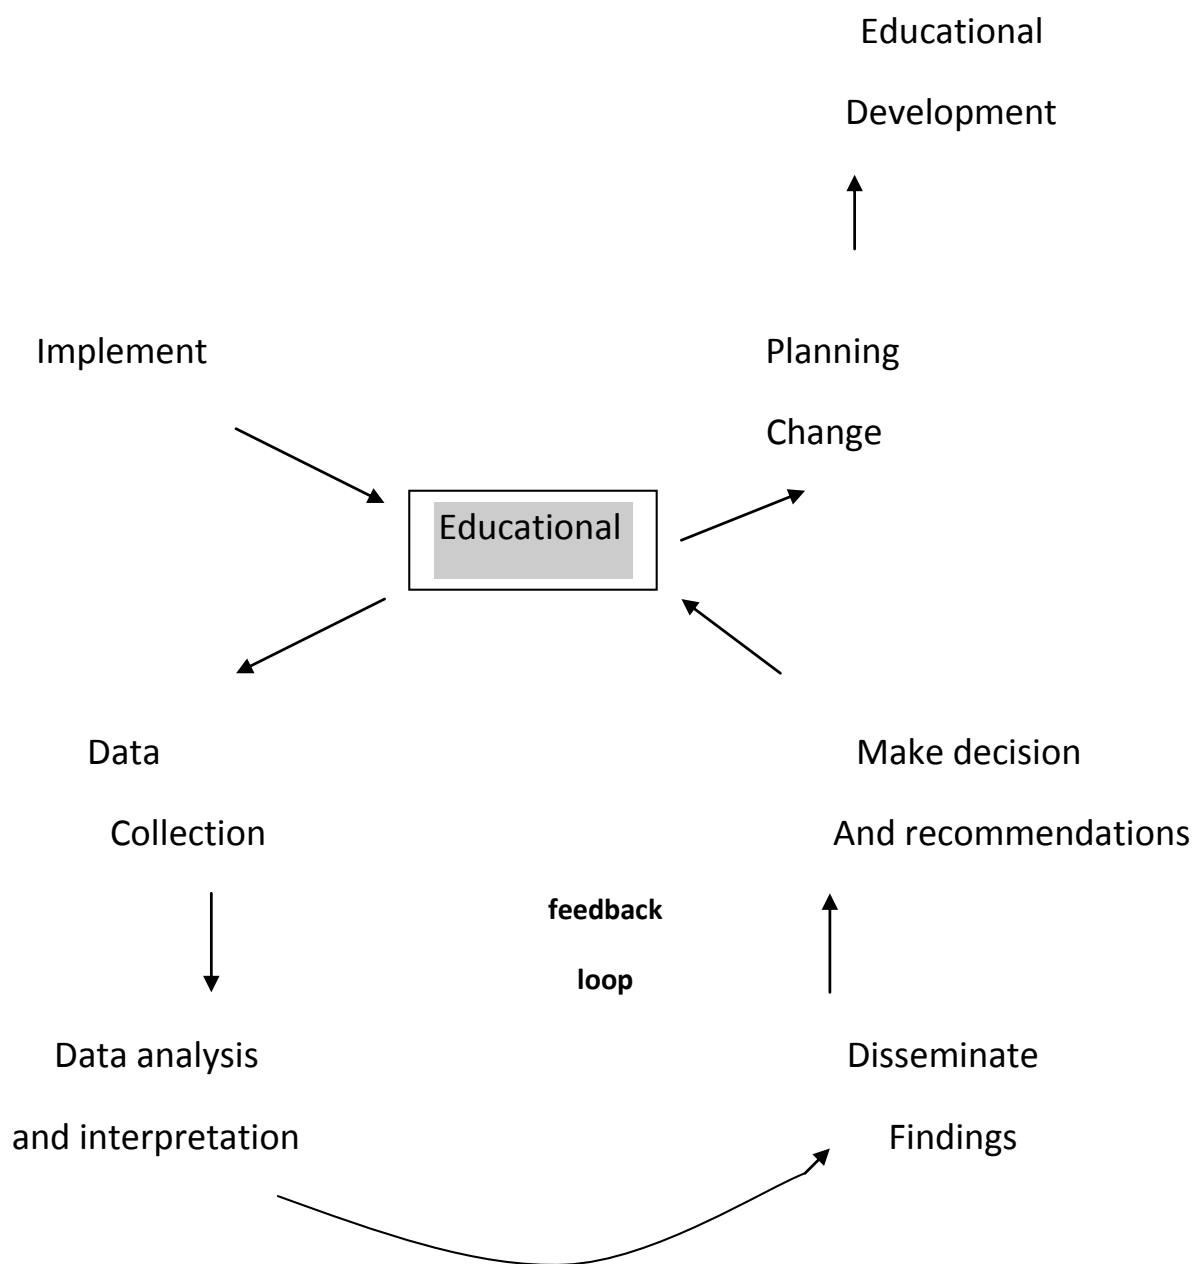 Educational
Development
Implement
Planning
Change
Educational
Data
Collection
Make decision
And recommendations
feedback
loop
Data analysis
and interpretation
Disseminate
Findings